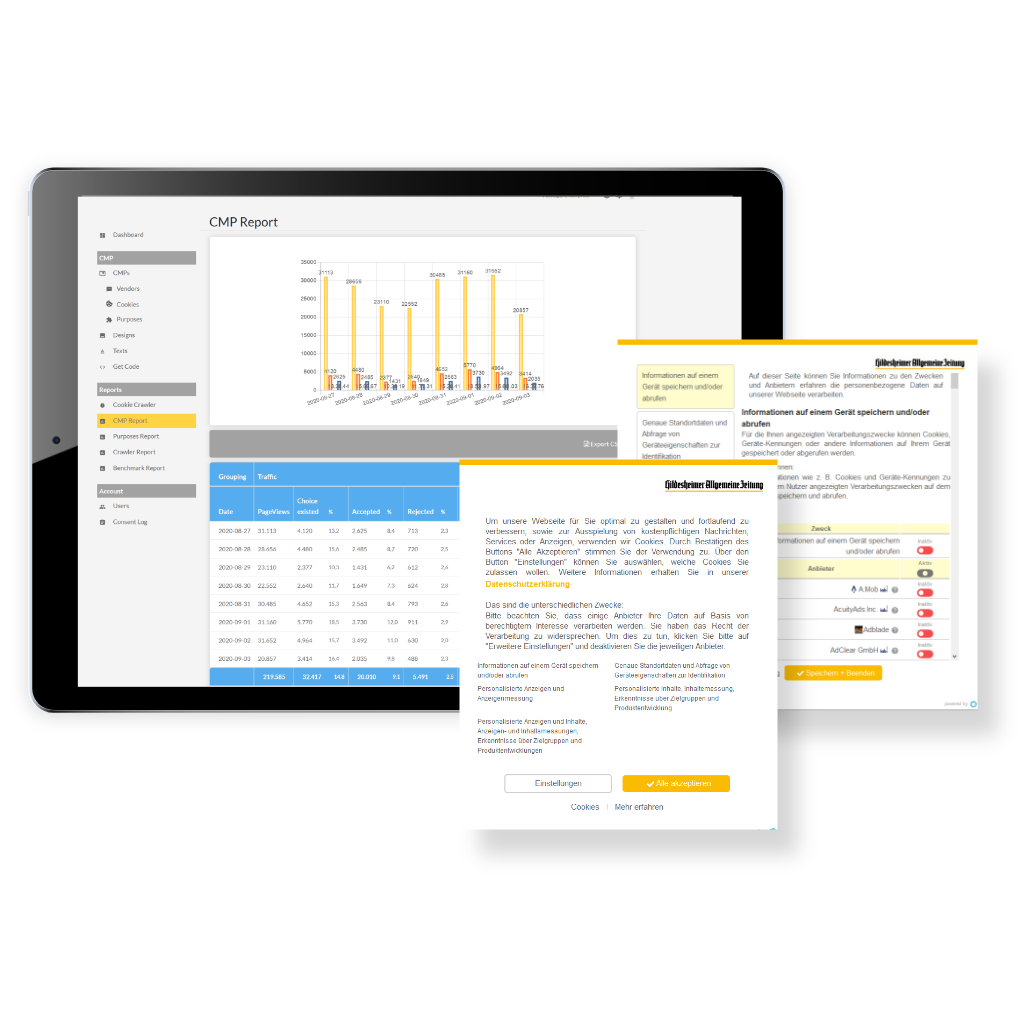 CMP Report
Dashboard
CMP
CMPs
Vendors
Cookies
Purposes
Designs
Texts
Get Code
Reports
Cookie Crawler
CMP Report
Purposes Report
Crawler Report
Benchmark Report
Account
Users
Consent Log
35000
30000
25000
20000
15000
10000
5000
0
31113
28656
23110
22552
30485
31160
31652
20857
4120
2625
4480
2485
2377
1431
2640
1649
4652
2563
5770
3730
4964
3492
3414
2035
2020-08-27
2020-08-28
2020-08-29
2020-08-30
2020-08-31
2020-09-01
2020-09-02
2020-09-03
Export CS
Grouping Traffic
Date PageViews Choice existed % Accepted % Rejected %
2020-08-27 31.113 4.120 13,2 2.625 8,4 713 2,3
2020-08-28 28.656 4.480 15,6 2.485 8,7 720 2,5
2020-08-29 23.110 2.377 10,3 1.431 6,2 612 2,6
2020-08-30 22.552 2.640 11,7 1.649 7,3 624 2,8
2020-08-31 30.485 4.652 15,3 2.563 8,4 793 2,6
2020-09-01 31.160 5.770 18,5 3.730 12,0 911 2,9
2020-09-02 31.652 4.964 15,7 3.492 11,0 630 2,0
2020-09-03 20.857 3.414 16,4 2.035 9,8 488 2,3
219.585 32.417 14,8 20.010 9,1 5.491 2,5
Hildesheimer Allgemeine Zeitung
Informationen auf einem
Gerät speichern und/oder
abrufen
Genaue Standortdaten und
Abfrage von
Geräteeigenschaften zur
Identifikation
Auf dieser Seite können Sie Informationen zu den Zwecken
und Anbietern erfahren die personenbezogene Daten auf
unserer Webseite verarbeiten.
Informationen auf einem Gerät speichern und/oder
abrufen
Für die Ihnen angezeigten Verarbeitungszwecke können Cookies,
Geräte-Kennungen oder andere Informationen auf Ihrem Gerät
gespeichert oder abgerufen werden.
nen:
tionen wie z. B. Cookies und Geräte-Kennungen zu
m Nutzer angezeigten Verarbeitungszwecken auf dem
speichern und abrufen.
Zweck
formationen auf einem Gerät speichern
und/oder abrufen
Inaktiv
Anbieter
Aktiv
A.Mob
Inaktiv
AcuityAds Inc.
Inaktiv
Adblade
Inaktiv
AdClear GmbH
Inaktiv
Speichern + Beenden
powered by
Hildesheimer Allgemeine Zeitung
Um unsere Webseite für Sie optimal zu gestalten und fortlaufend zu
verbessern, sowie zur Ausspielung von kostenpflichtigen Nachrichten,
Services oder Anzeigen, verwenden wir Cookies. Durch Bestätigen des
Buttons "Alle Akzeptieren" stimmen Sie der Verwendung zu. Über den
Button "Einstellungen" können Sie auswählen, welche Cookies Sie
zulassen wollen. Weitere Informationen erhalten Sie in unserer
Datenschutzerklärung
Das sind die unterschiedlichen Zwecke:
Bitte beachten Sie, dass einige Anbieter Ihre Daten auf Basis von
berechtigtem Interesse verarbeiten werden. Sie haben das Recht der
Verarbeitung zu widersprechen. Um dies zu tun, klicken Sie bitte auf
"Erweitere Einstellungen" und deaktivieren Sie die jeweiligen Anbieter.
Informationen auf einem Gerät speichern
und/oder abrufen
Genaue Standortdaten und Abfrage von
Geräteeigenschaften zur Identifikation
Personalisierte Anzeigen und
Anzeigenmessung
Personalisierte Inhalte, Inhaltemessung,
Erkenntnisse über Zielgruppen und
Produktentwicklung
Personalisierte Anzeigen und Inhalte,
Anzeigen- und Inhaltsmessungen,
Erkenntnisse über Zielgruppen und
Produktentwicklungen
Einstellungen
Alle akzeptieren
Cookies | Mehr erfahren